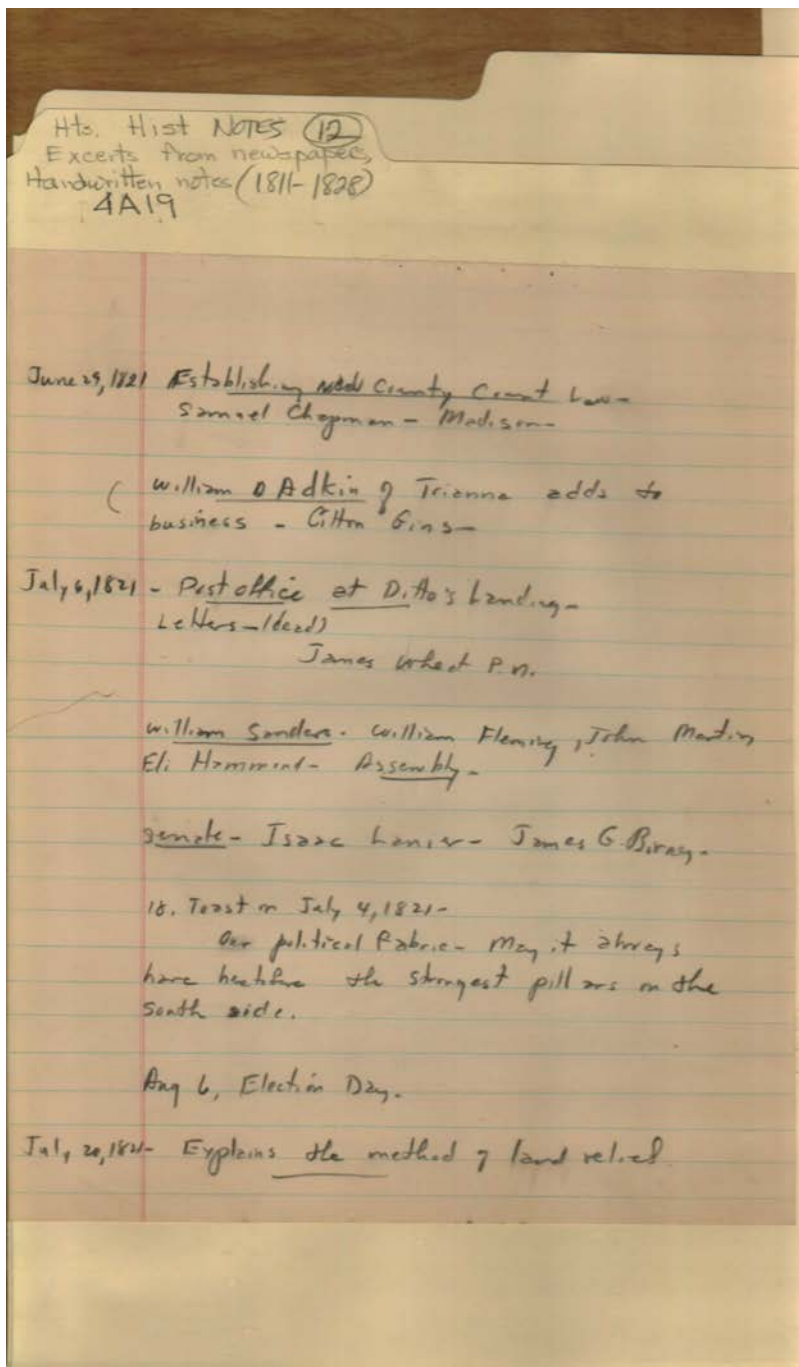 Hts. Hist NOTES (12)
Excerts from newspapers,
Handwritten notes (1811-1828)
4A19
June 29, 1821 Establishing County Court Law-
Samuel Chapman - Madison-
( William D Adkin of Trianna adds to
business - Cotton Gins-
July 6, 1821 - Post office at Ditto's Landing-
Letters-(dead)
James Wheat P.M.
William Sanders. William Fleming, John Martin
Eli Hammond- Assembly-
Senate- Isaac Lanier- James G. Birney-
18. Toast on July 4, 1821-
Our political Fabric- May it always
have the strongest pillars on the
South side.
Aug 6, Election Day.
July 20, 1821- Explains the method of land relief